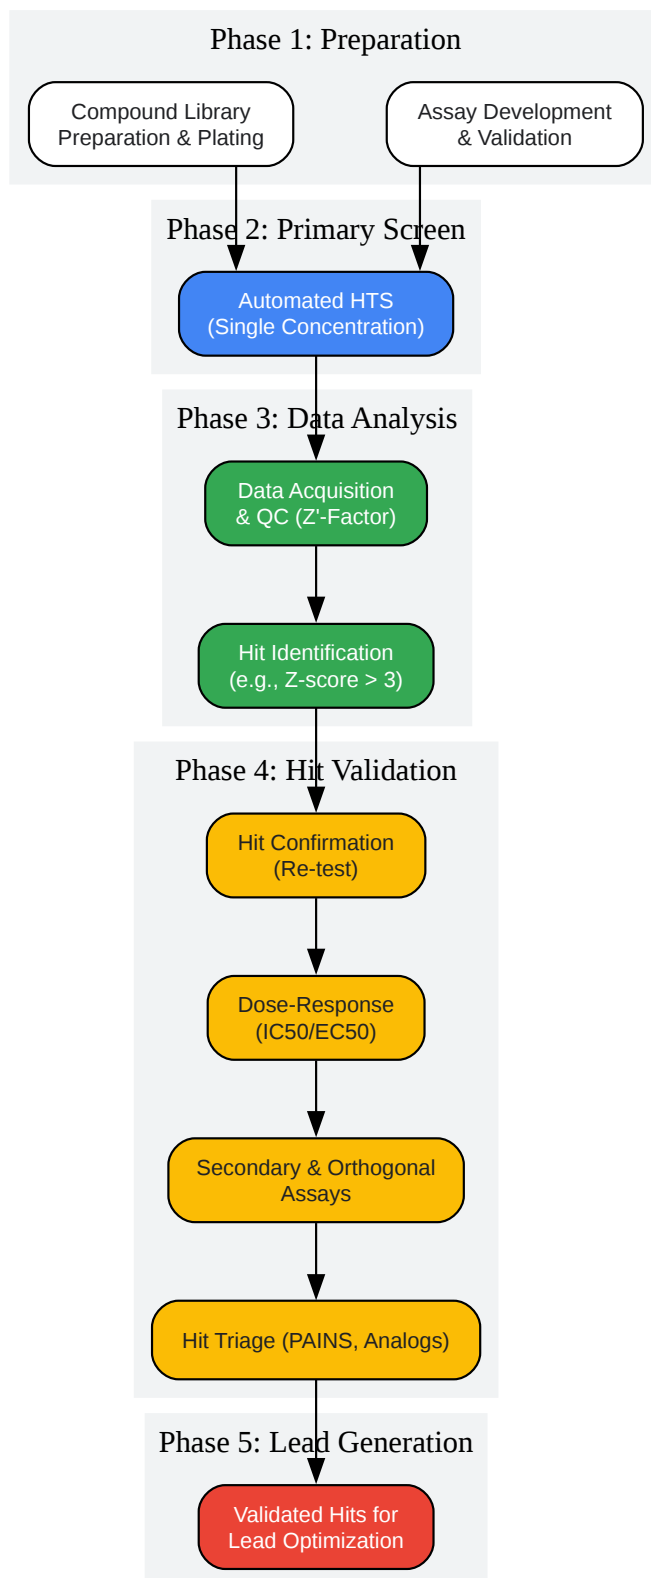 Phase 1: Preparation
Compound Library
Preparation & Plating
Assay Development
& Validation
Phase 2: Primary Screen
Automated HTS
(Single Concentration)
Phase 3: Data Analysis
Data Acquisition
& QC (Z'-Factor)
Hit Identification
(e.g., Z-score > 3)
Phase 4: Hit Validation
Hit Confirmation
(Re-test)
Dose-Response
(IC50/EC50)
Secondary & Orthogonal
Assays
Hit Triage (PAINS, Analogs)
Phase 5: Lead Generation
Validated Hits for
Lead Optimization